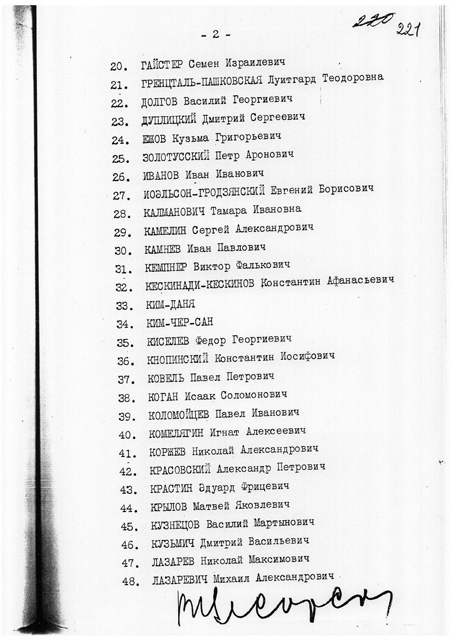 - 2 -
220
221
20. ГАЙСТЕР Семен Израилевич
21. ГРЕНЦТАЛЬ-ПАШКОВСКАЯ Луитгард Теодоровна
22. ДОЛГОВ Василий Георгиевич
23. ДУПЛИЦКИЙ Дмитрий Сергеевич
24. ЕЖОВ Кузьма Григорьевич
25. ЗОЛОТУССКИЙ Петр Аронович
26. ИВАНОВ Иван Иванович
27. ИОЭЛЬСОН-ГРОДЗЯНСКИЙ Евгений Борисович
28. КАЛМАНОВИЧ Тамара Ивановна
29. КАМЕЛИН Сергей Александрович
30. КАМНЕВ Иван Павлович
31. КЕМПНЕР Виктор Фалькович
32. КЕСКИНАДИ-КЕСКИНОВ Константин Афанасьевич
33. КИМ-ДАНЯ
34. КИМ-ЧЕР-САН
35. КИСЕЛЕВ Федор Георгиевич
36. КНОПИНСКИЙ Константин Иосифович
37. КОВЕЛЬ Павел Петрович
38. КОГАН Исаак Соломонович
39. КОЛОМОЙЦЕВ Павел Иванович
40. КОМЕЛЯГИН Игнат Алексеевич
41. КОРЖЕВ Николай Александрович
42. КРАСОВСКИЙ Александр Петрович
43. КРАСТИН Эдуард Фрицевич
44. КРЫЛОВ Матвей Яковлевич
45. КУЗНЕЦОВ Василий Мартынович
46. КУЗЬМИЧ Дмитрий Васильевич
47. ЛАЗАРЕВ Николай Максимович
48. ЛАЗАРЕВИЧ Михаил Александрович